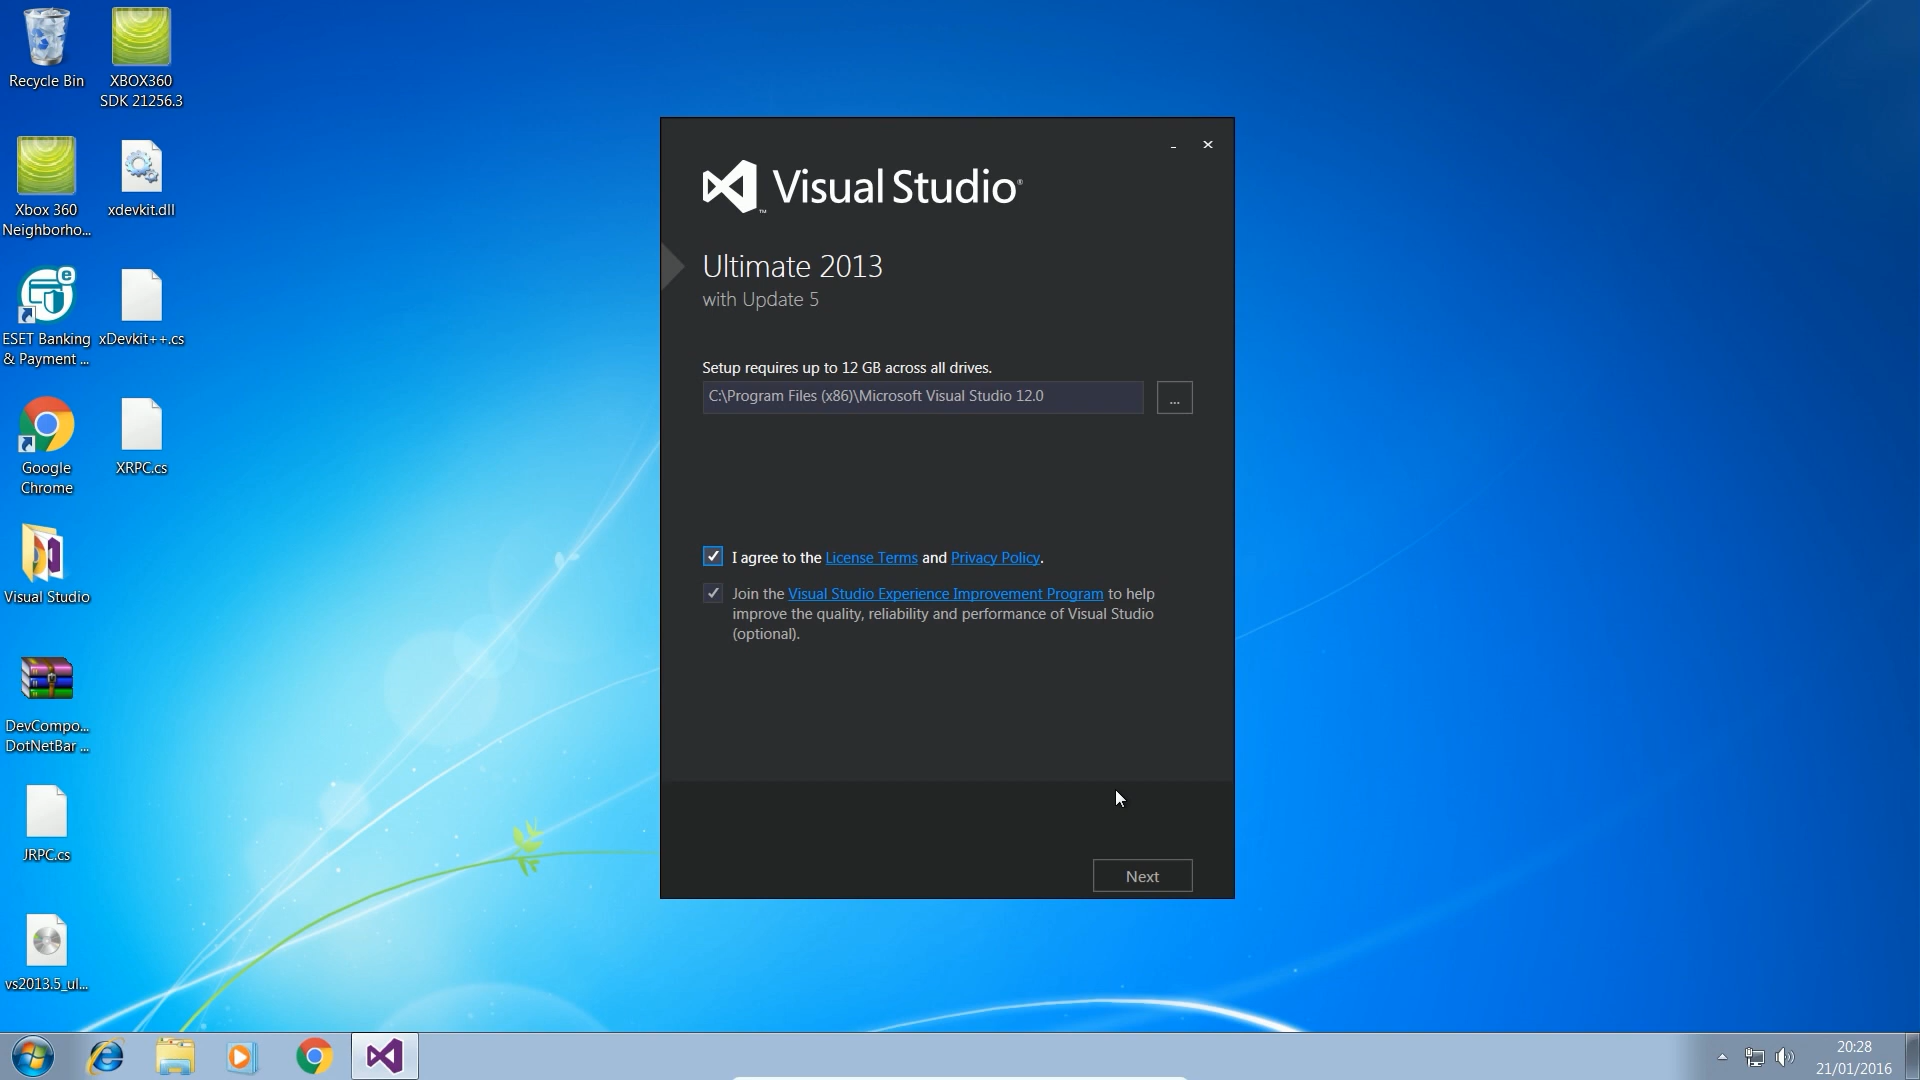 Recycle Bin
XBOX360
SDK 21256.3
Xbox 360
Neighborho...
xdevkit.dll
ESET Banking
& Payment ...
xDevkit++.cs
Google
Chrome
XRPC.cs
Visual Studio
DevCompo...
DotNetBar ...
JRPC.cs
vs2013.5_ul...
Visual Studio®
™
Ultimate 2013
with Update 5
Setup requires up to 12 GB across all drives.
C:\Program Files (x86)\Microsoft Visual Studio 12.0
...
I agree to the License Terms and Privacy Policy.
Join the Visual Studio Experience Improvement Program to help
improve the quality, reliability and performance of Visual Studio
(optional).
Next
20:28
21/01/2016